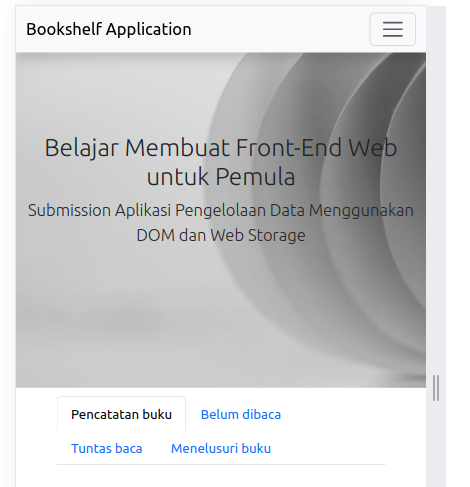 Bookshelf Application
Belajar Membuat Front-End Web
untuk Pemula
Submission Aplikasi Pengelolaan Data Menggunakan
DOM dan Web Storage
Pencatatan buku Belum dibaca
Tuntas baca Menelusuri buku